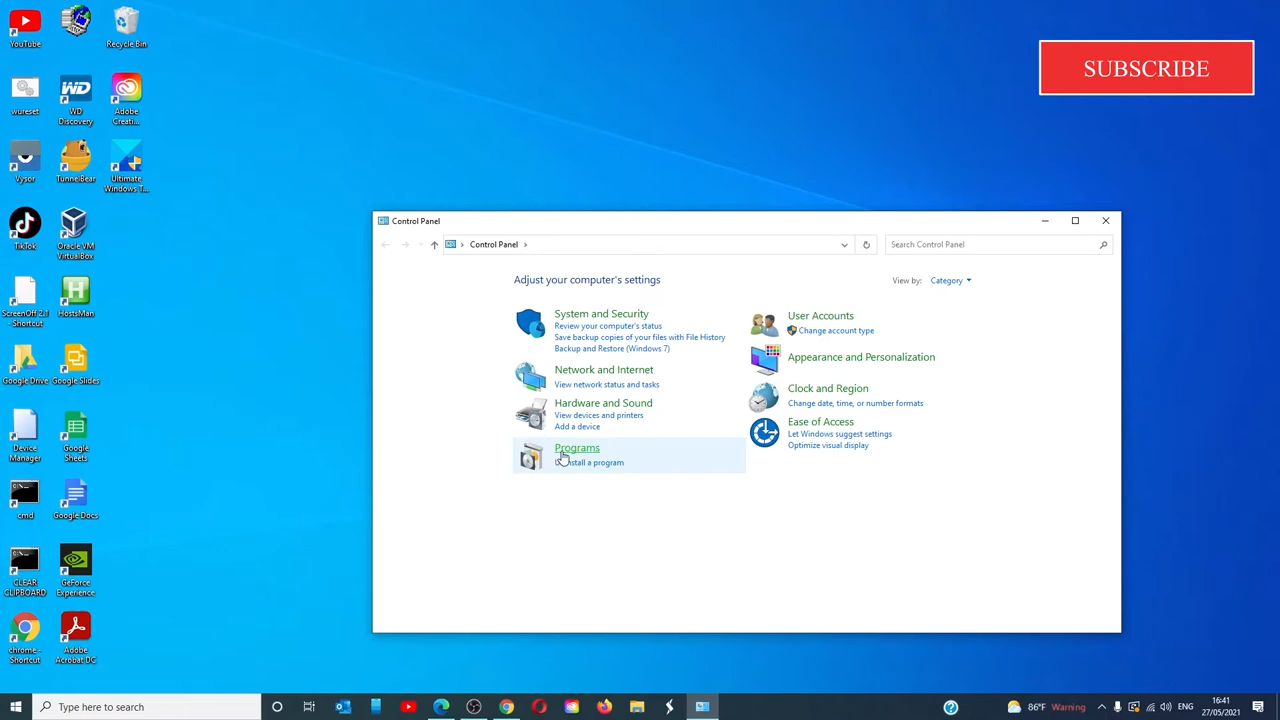 YouTube
Recycle Bin
SUBSCRIBE
wureset
WD
Discovery
Adobe
Creati...
Vysor
TunnelBear
Ultimate
Windows T...
TikTok
Oracle VM
VirtualBox
Control Panel
Control Panel
Search Control Panel
Adjust your computer's settings
View by:
Category
System and Security
Review your computer's status
Save backup copies of your files with File History
Backup and Restore (Windows 7)
Network and Internet
View network status and tasks
Hardware and Sound
View devices and printers
Add a device
Programs
Uninstall a program
User Accounts
Change account type
Appearance and Personalization
Clock and Region
Change date, time, or number formats
Ease of Access
Let Windows suggest settings
Optimize visual display
ScreenOff 2.1
- Shortcut
HostsMan
Google Drive
Google Slides
Device
Manager
Google
Sheets
cmd
Google Docs
CLEAR
CLIPBOARD
GeForce
Experience
chrome -
Shortcut
Adobe
Acrobat DC
Type here to search
86°F Warning
ENG
16:41
27/05/2021